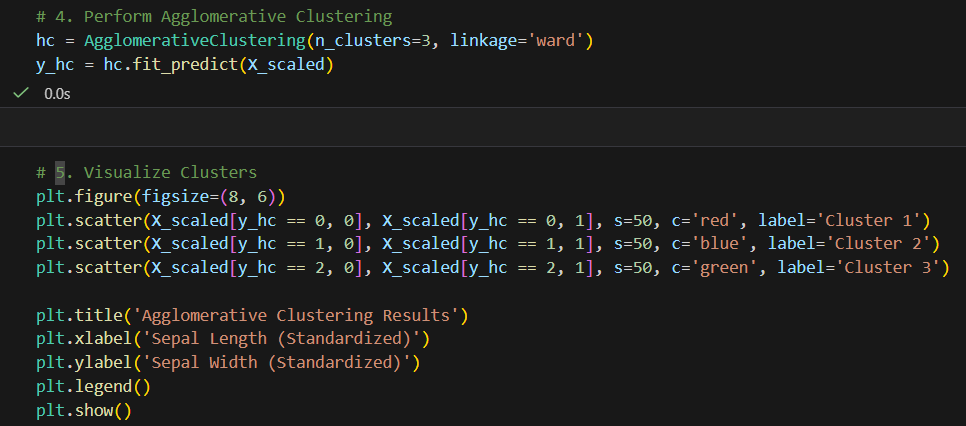 # 4. Perform Agglomerative Clustering
hc = AgglomerativeClustering(n_clusters=3, linkage='ward')
y_hc = hc.fit_predict(X_scaled)
0.0s
# 5. Visualize Clusters
plt.figure(figsize=(8, 6))
plt.scatter(X_scaled[y_hc == 0, 0], X_scaled[y_hc == 0, 1], s=50, c='red', label='Cluster 1')
plt.scatter(X_scaled[y_hc == 1, 0], X_scaled[y_hc == 1, 1], s=50, c='blue', label='Cluster 2')
plt.scatter(X_scaled[y_hc == 2, 0], X_scaled[y_hc == 2, 1], s=50, c='green', label='Cluster 3')
plt.title('Agglomerative Clustering Results')
plt.xlabel('Sepal Length (Standardized)')
plt.ylabel('Sepal Width (Standardized)')
plt.legend()
plt.show()